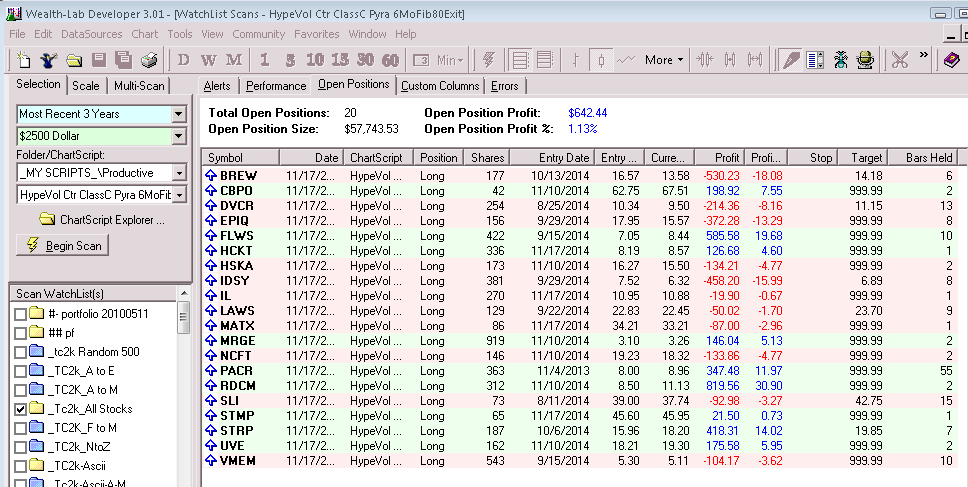 Wealth-Lab Developer 3.01 - [WatchList Scans - HypeVol Ctr ClassC Pyra 6MoFib80Exit]
File Edit DataSources Chart Tools View Community Favorites Window Help
D W M 1 3 5 10 15 30 60 3 Min More
Selection Scale Multi-Scan
Most Recent 3 Years
$2500 Dollar
Folder/ChartScript:
_MY SCRIPTS_\Productive
HypeVol Ctr ClassC Pyra 6MoFib
ChartScript Explorer ...
Begin Scan
Scan WatchList(s)
#- portfolio 20100511
## pf
_tc2k Random 500
_TC2K_A to E
_TC2K_A to M
_Tc2k_All Stocks
_TC2K_F to M
_TC2K_NtoZ
_TC2k-Ascii
_Tc2k-Ascii-A-M
Alerts Performance Open Positions Custom Columns Errors
Total Open Positions: 20 Open Position Profit: $642.44
Open Position Size: $57,743.53 Open Position Profit %: 1.13%
Symbol Date ChartScript Position Shares Entry Date Entry ... Curre... Profit Profi... Stop Target Bars Held
BREW 11/17/2... HypeVol ... Long 177 10/13/2014 16.57 13.58 -530.23 -18.08 14.18 6
CBPO 11/17/2... HypeVol ... Long 42 11/10/2014 62.75 67.51 198.92 7.55 999.99 2
DVCR 11/17/2... HypeVol ... Long 254 8/25/2014 10.34 9.50 -214.36 -8.16 11.15 13
EPIQ 11/17/2... HypeVol ... Long 156 9/29/2014 17.95 15.57 -372.28 -13.29 999.99 8
FLWS 11/17/2... HypeVol ... Long 422 9/15/2014 7.05 8.44 585.58 19.68 999.99 10
HCKT 11/17/2... HypeVol ... Long 336 11/17/2014 8.19 8.57 126.68 4.60 999.99 1
HSKA 11/17/2... HypeVol ... Long 173 11/10/2014 16.27 15.50 -134.21 -4.77 999.99 2
IDSY 11/17/2... HypeVol ... Long 381 9/29/2014 7.52 6.32 -458.20 -15.99 6.89 8
IL 11/17/2... HypeVol ... Long 270 11/17/2014 10.95 10.88 -19.90 -0.67 999.99 1
LAWS 11/17/2... HypeVol ... Long 129 9/22/2014 22.83 22.45 -50.02 -1.70 23.70 9
MATX 11/17/2... HypeVol ... Long 86 11/17/2014 34.21 33.21 -87.00 -2.96 999.99 1
MRGE 11/17/2... HypeVol ... Long 919 11/10/2014 3.10 3.26 146.04 5.13 999.99 2
NCFT 11/17/2... HypeVol ... Long 146 11/10/2014 19.23 18.32 -133.86 -4.77 999.99 2
PACR 11/17/2... HypeVol ... Long 363 11/4/2013 8.00 8.96 347.48 11.97 999.99 55
RDCM 11/17/2... HypeVol ... Long 312 11/10/2014 8.50 11.13 819.56 30.90 999.99 2
SLI 11/17/2... HypeVol ... Long 73 8/11/2014 39.00 37.74 -92.98 -3.27 42.75 15
STMP 11/17/2... HypeVol ... Long 65 11/17/2014 45.60 45.95 21.50 0.73 999.99 1
STRP 11/17/2... HypeVol ... Long 187 10/6/2014 15.96 18.20 418.31 14.02 19.85 7
UVE 11/17/2... HypeVol ... Long 162 11/10/2014 18.21 19.30 175.58 5.95 999.99 2
VMEM 11/17/2... HypeVol ... Long 543 9/15/2014 5.30 5.11 -104.17 -3.62 999.99 10